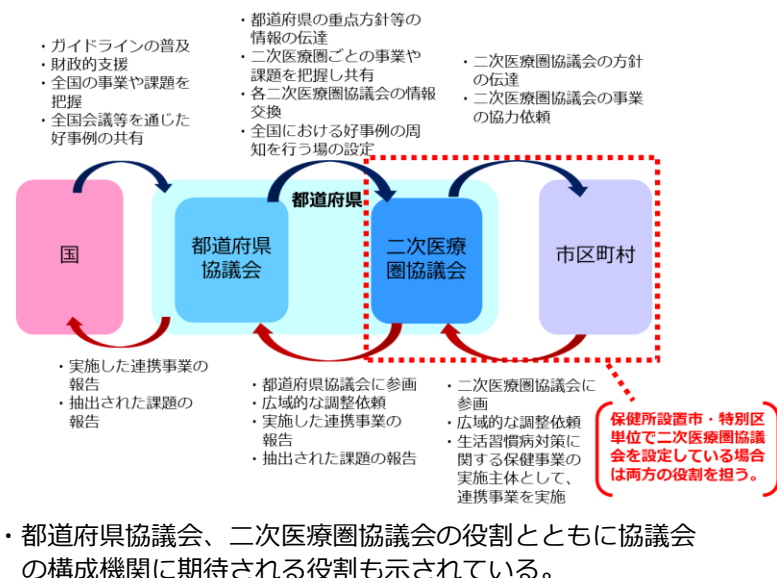 ・ガイドラインの普及
・財政的支援
・全国の事業や課題を
把握
・全国会議等を通じた
好事例の共有
・都道府県の重点方針等の
情報の伝達
・二次医療圏ごとの事業や
課題を把握し共有
・各二次医療圏協議会の情報
交換
・全国における好事例の周
知を行う場の設定
・二次医療圏協議会の方針
の伝達
・二次医療圏協議会の事業
の協力依頼
都道府県
国
都道府県
協議会
二次医療
圏協議会
市区町村
・実施した連携事業の
報告
・抽出された課題の
報告
・都道府県協議会に参画
・広域的な調整依頼
・実施した連携事業の
報告
・抽出された課題の報告
・二次医療圏協議会に
参画
・広域的な調整依頼
・生活習慣病対策に
関する保健事業の
実施主体として、
連携事業を実施
保健所設置市・特別区
単位で二次医療圏協議
会を設定している場合
は両方の役割を担う。
・都道府県協議会、二次医療圏協議会の役割とともに協議会
の構成機関に期待される役割も示されている。